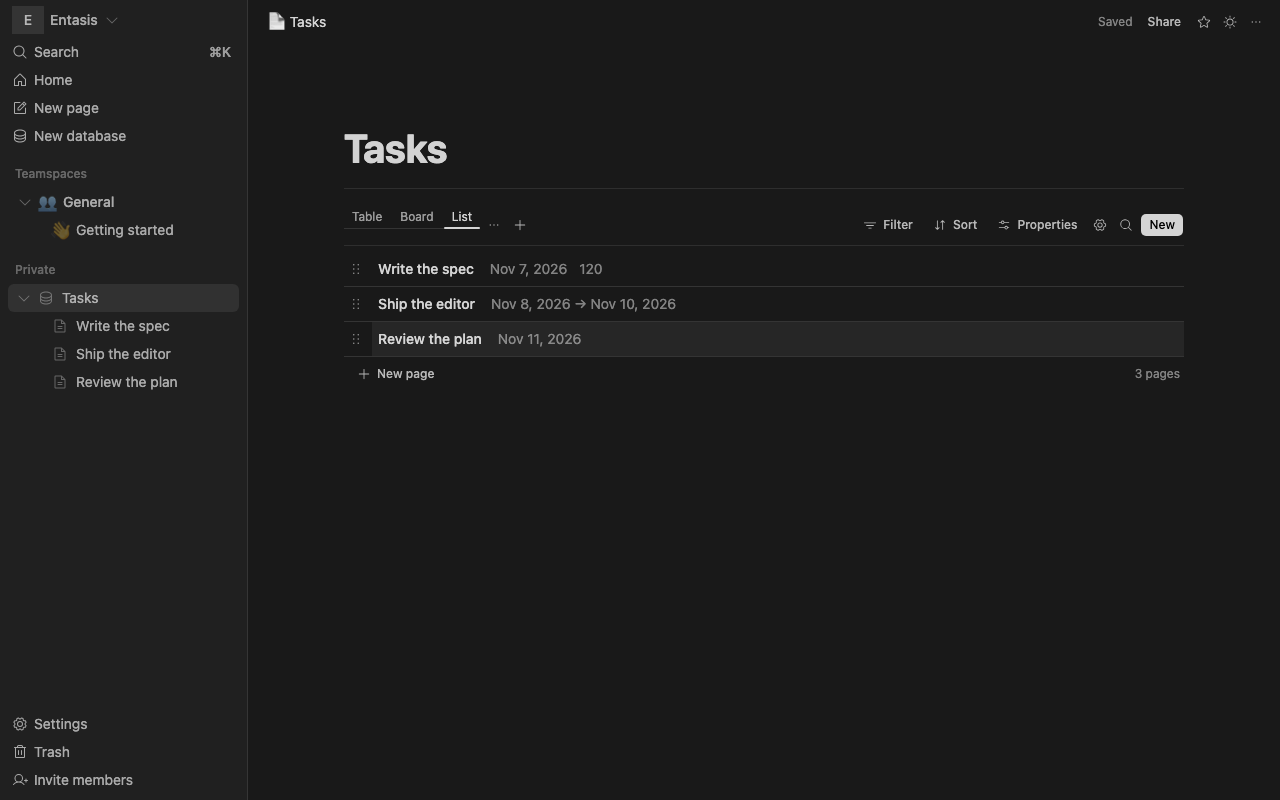 E Entasis
Search ⌘K
Home
New page
New database
Teamspaces
General
Getting started
Private
Tasks
Write the spec
Ship the editor
Review the plan
Settings
Trash
Invite members
Tasks
Saved Share
Tasks
Table Board List
Filter Sort Properties New
Write the spec Nov 7, 2026 120
Ship the editor Nov 8, 2026 → Nov 10, 2026
Review the plan Nov 11, 2026
New page 3 pages